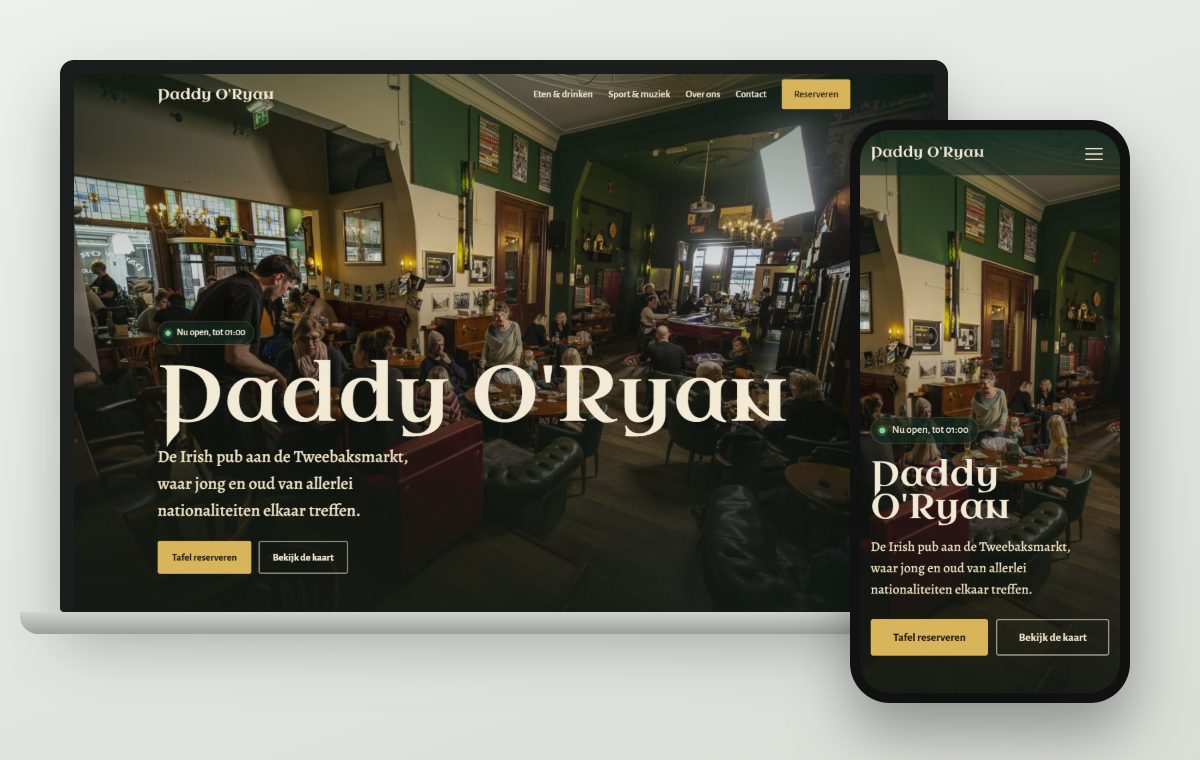 Paddy O'Ryan
Eten & drinken
Sport & muziek
Over ons
Contact
Reserveren
Nu open, tot 01:00
Paddy O'Ryan
De Irish pub aan de Tweebaksmarkt,
waar jong en oud van allerlei
nationaliteiten elkaar treffen.
Tafel reserveren
Bekijk de kaart
Paddy O'Ryan
Nu open, tot 01:00
Paddy
O'Ryan
De Irish pub aan de Tweebaksmarkt,
waar jong en oud van allerlei
nationaliteiten elkaar treffen.
Tafel reserveren
Bekijk de kaart